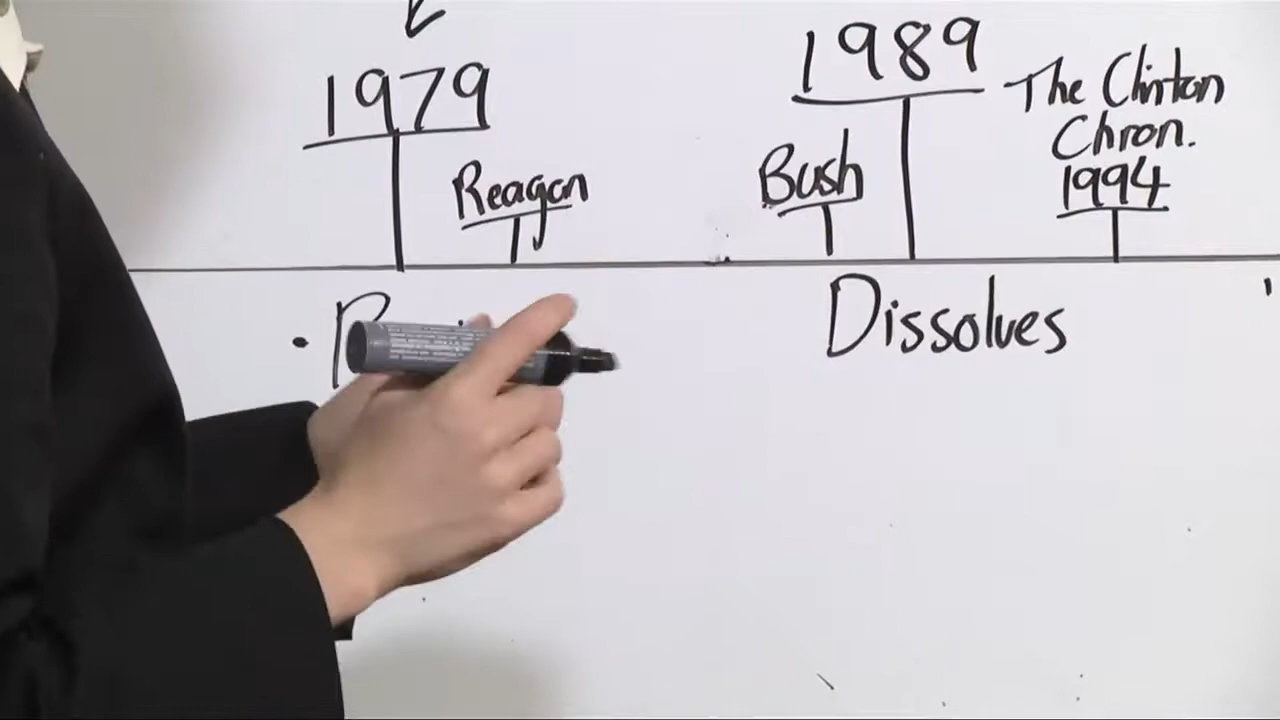 1979
Reagan
1989
Bush
The Clinton
Chron.
1994
Dissolves